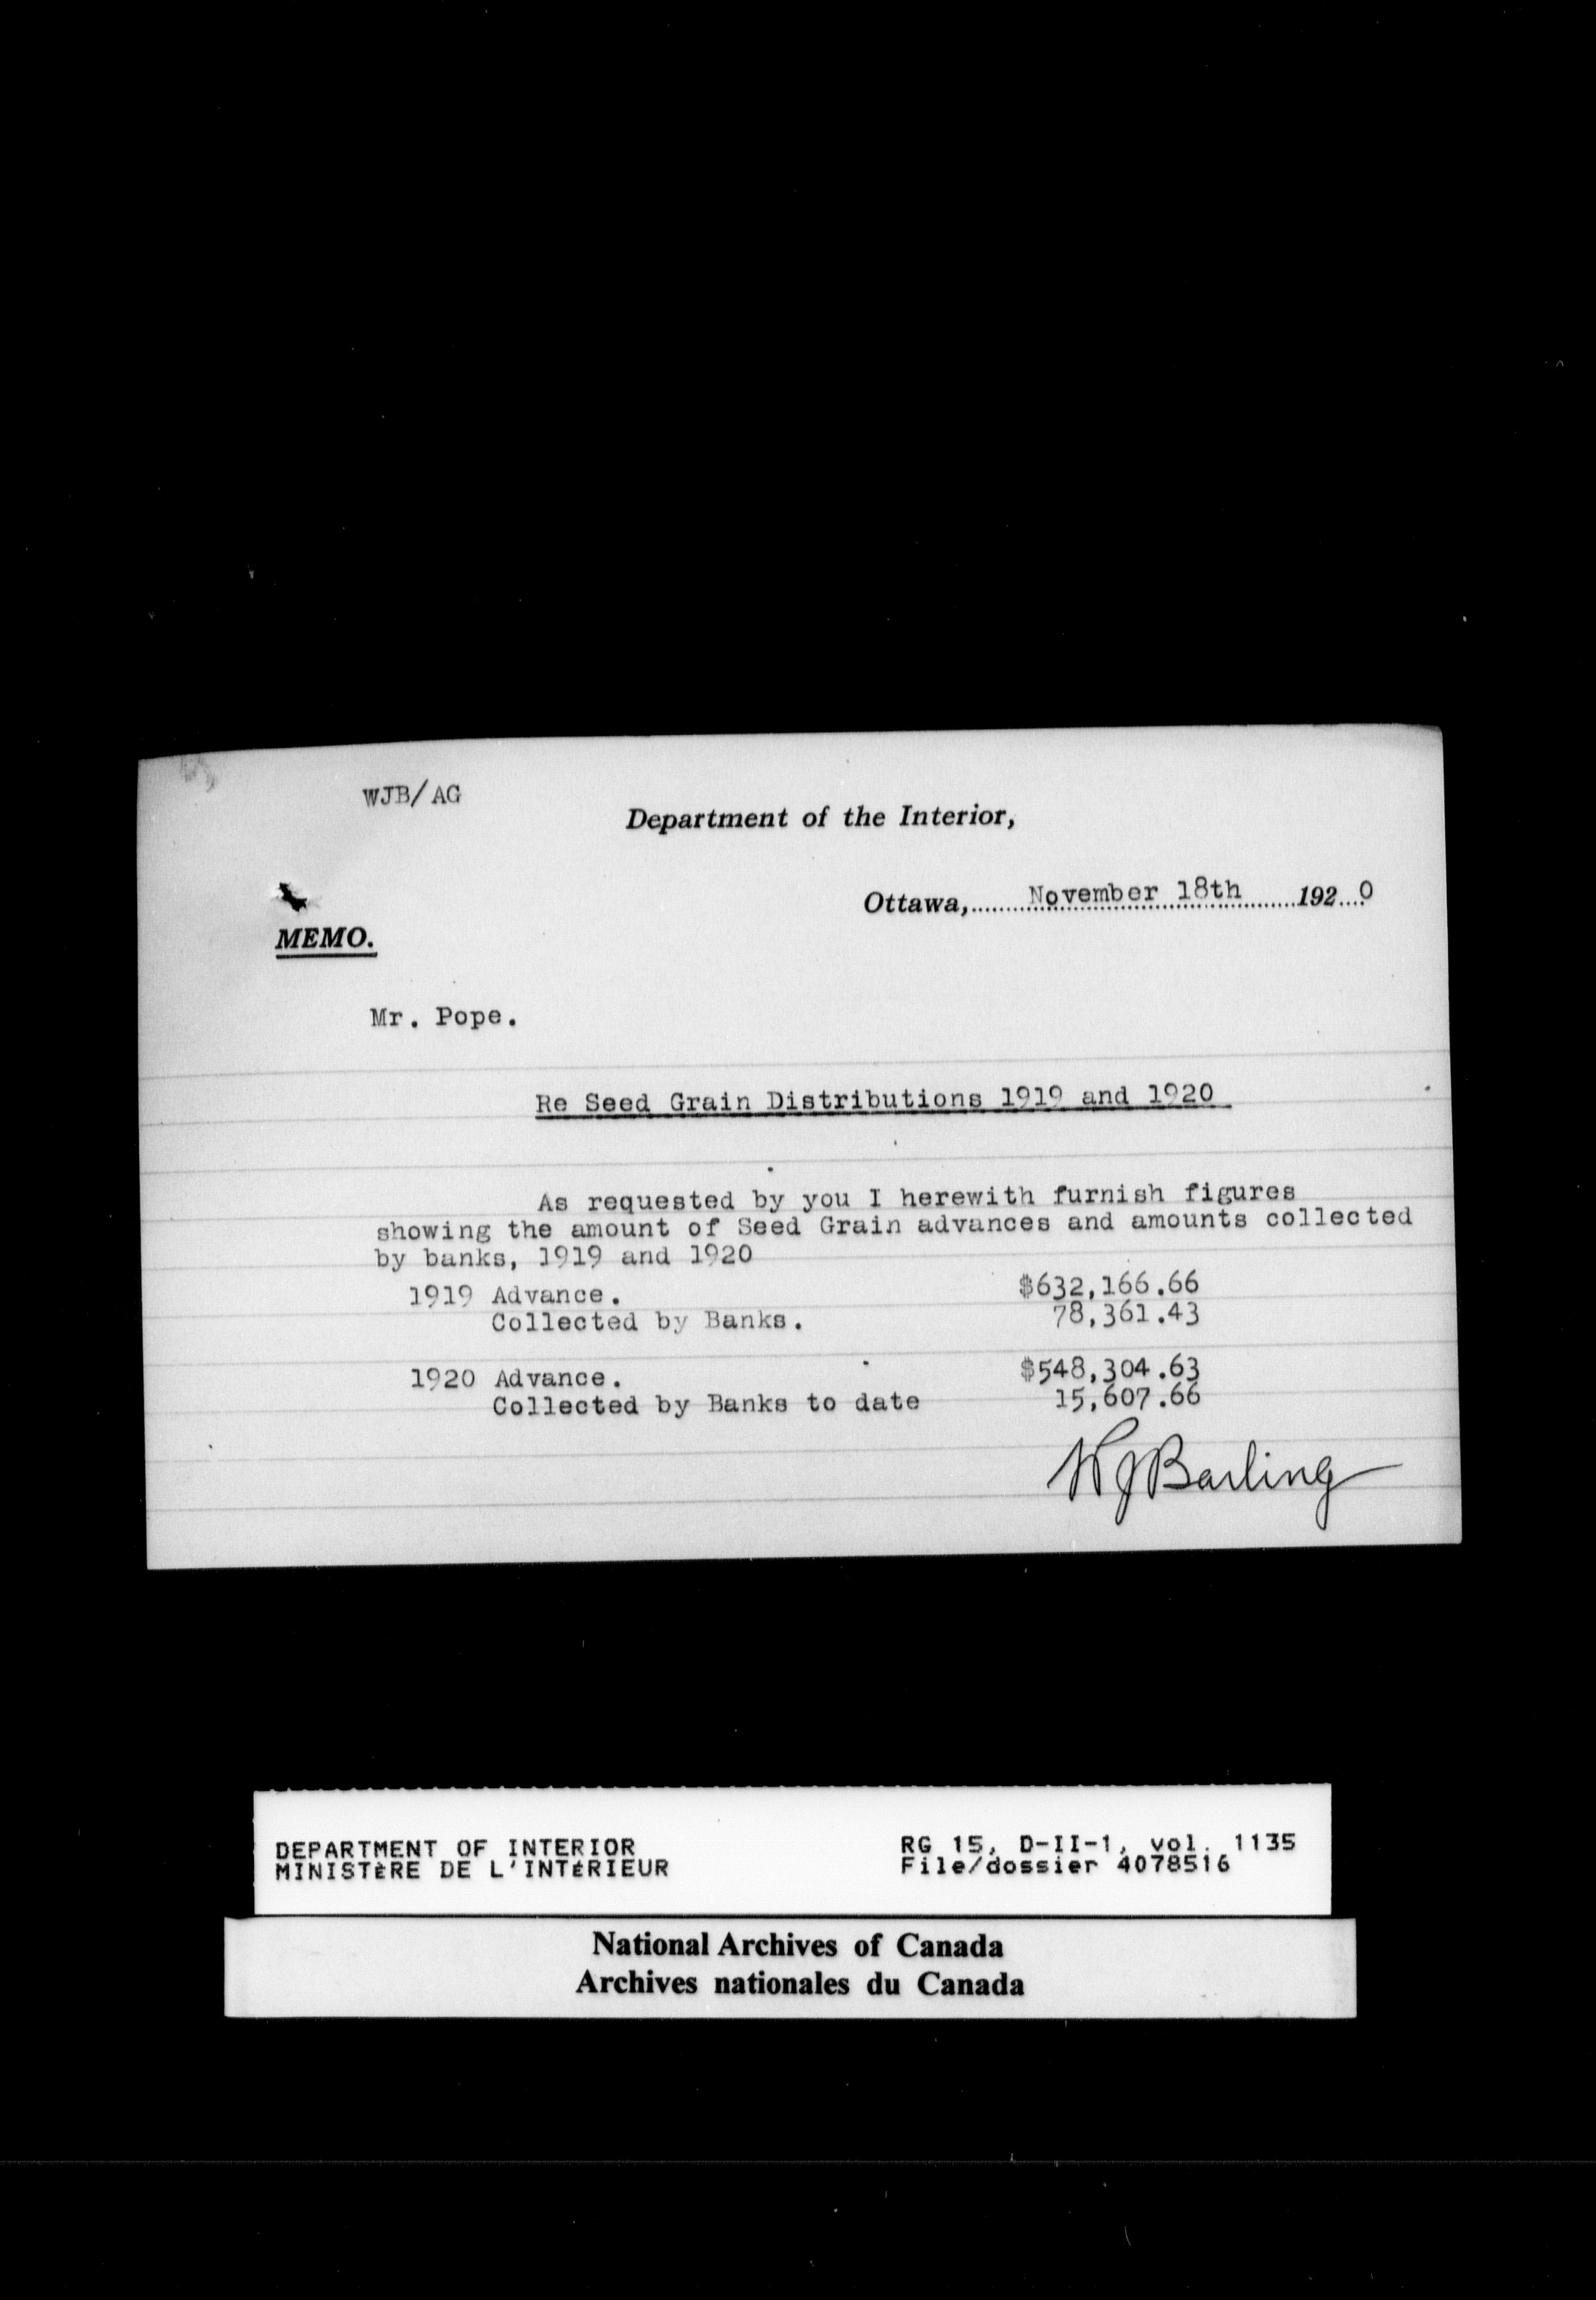 WJB/AG
Department of the Interior,
Ottawa, November 18th 1920
MEMO.
Mr. Pope.
Re Seed Grain Distributions 1919 and 1920
As requested by you I herewith furnish figures
showing the amount of Seed Grain advances and amounts collected
by banks, 1919 and 1920
1919 Advance. $632,166.66
Collected by Banks. 78,361.43
1920 Advance. $548,304.63
Collected by Banks to date 15,607.66
WJBarling
DEPARTMENT OF INTERIOR RG 15, D-II-1, vol. 1135
MINISTÈRE DE L'INTÉRIEUR File/dossier 4078516
National Archives of Canada
Archives nationales du Canada